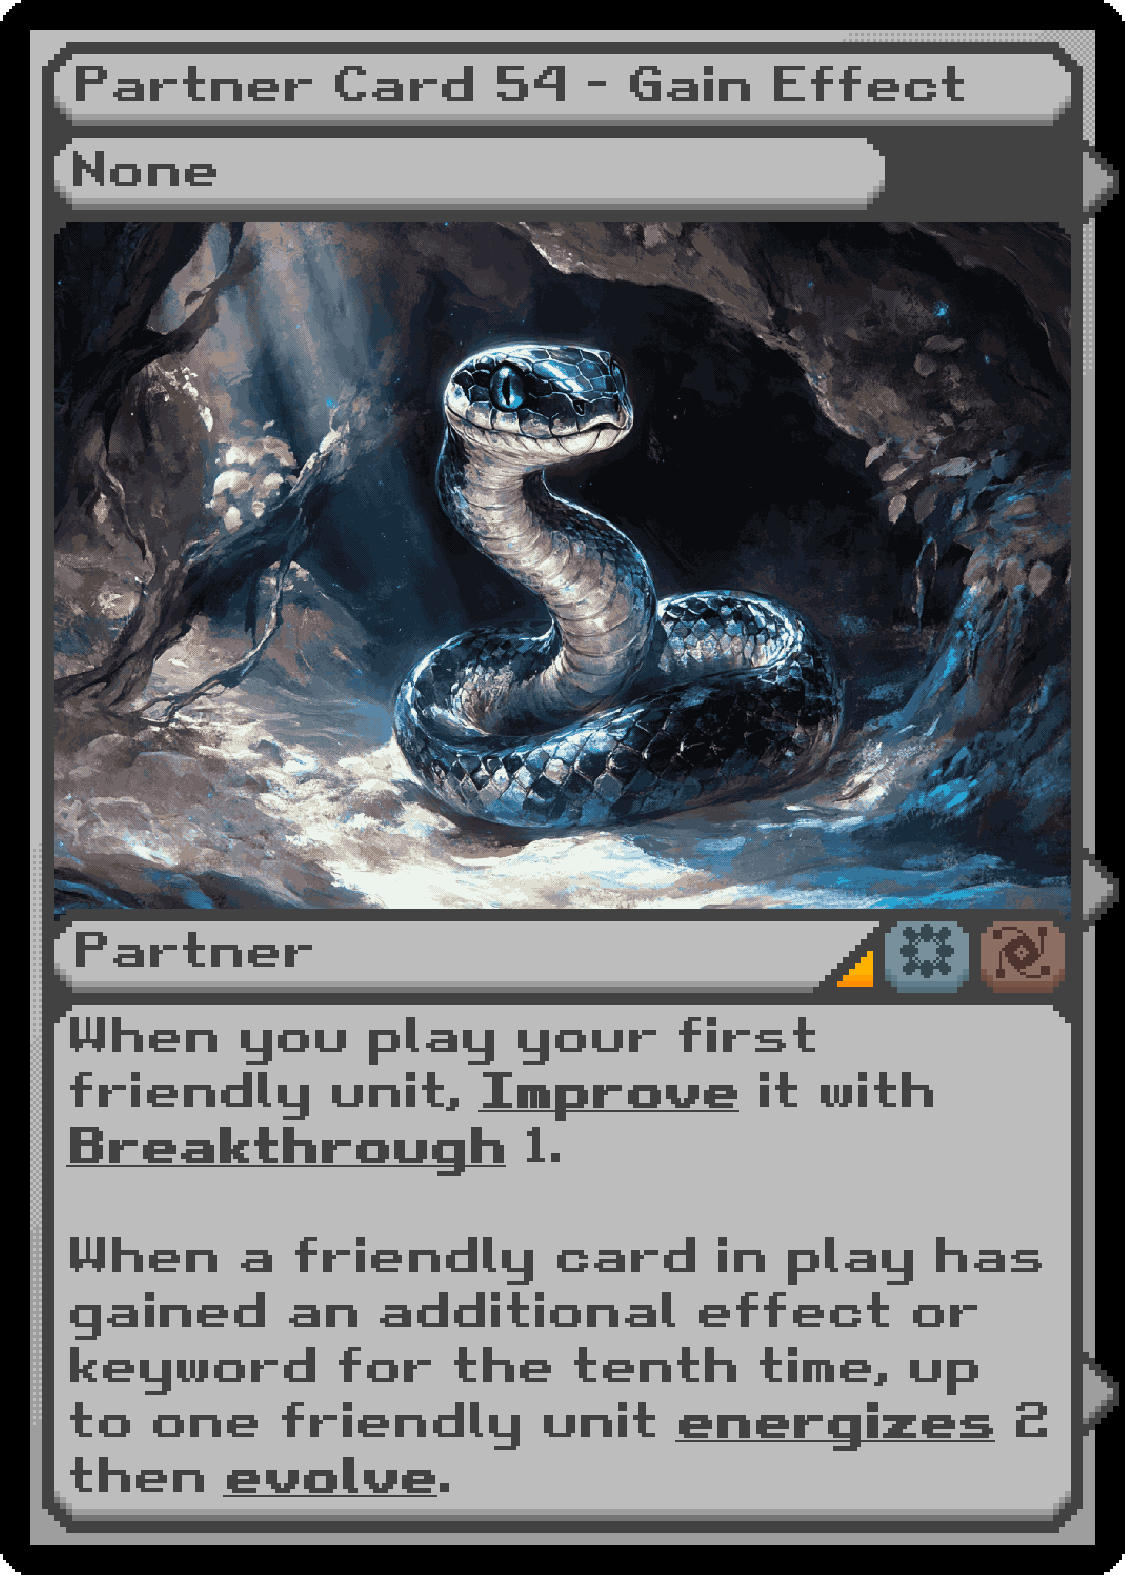 Partner Card 54 - Gain Effect
None
Partner
When you play your first
friendly unit, Improve it with
Breakthrough 1.
When a friendly card in play has
gained an additional effect or
keyword for the tenth time, up
to one friendly unit energizes 2
then evolve.